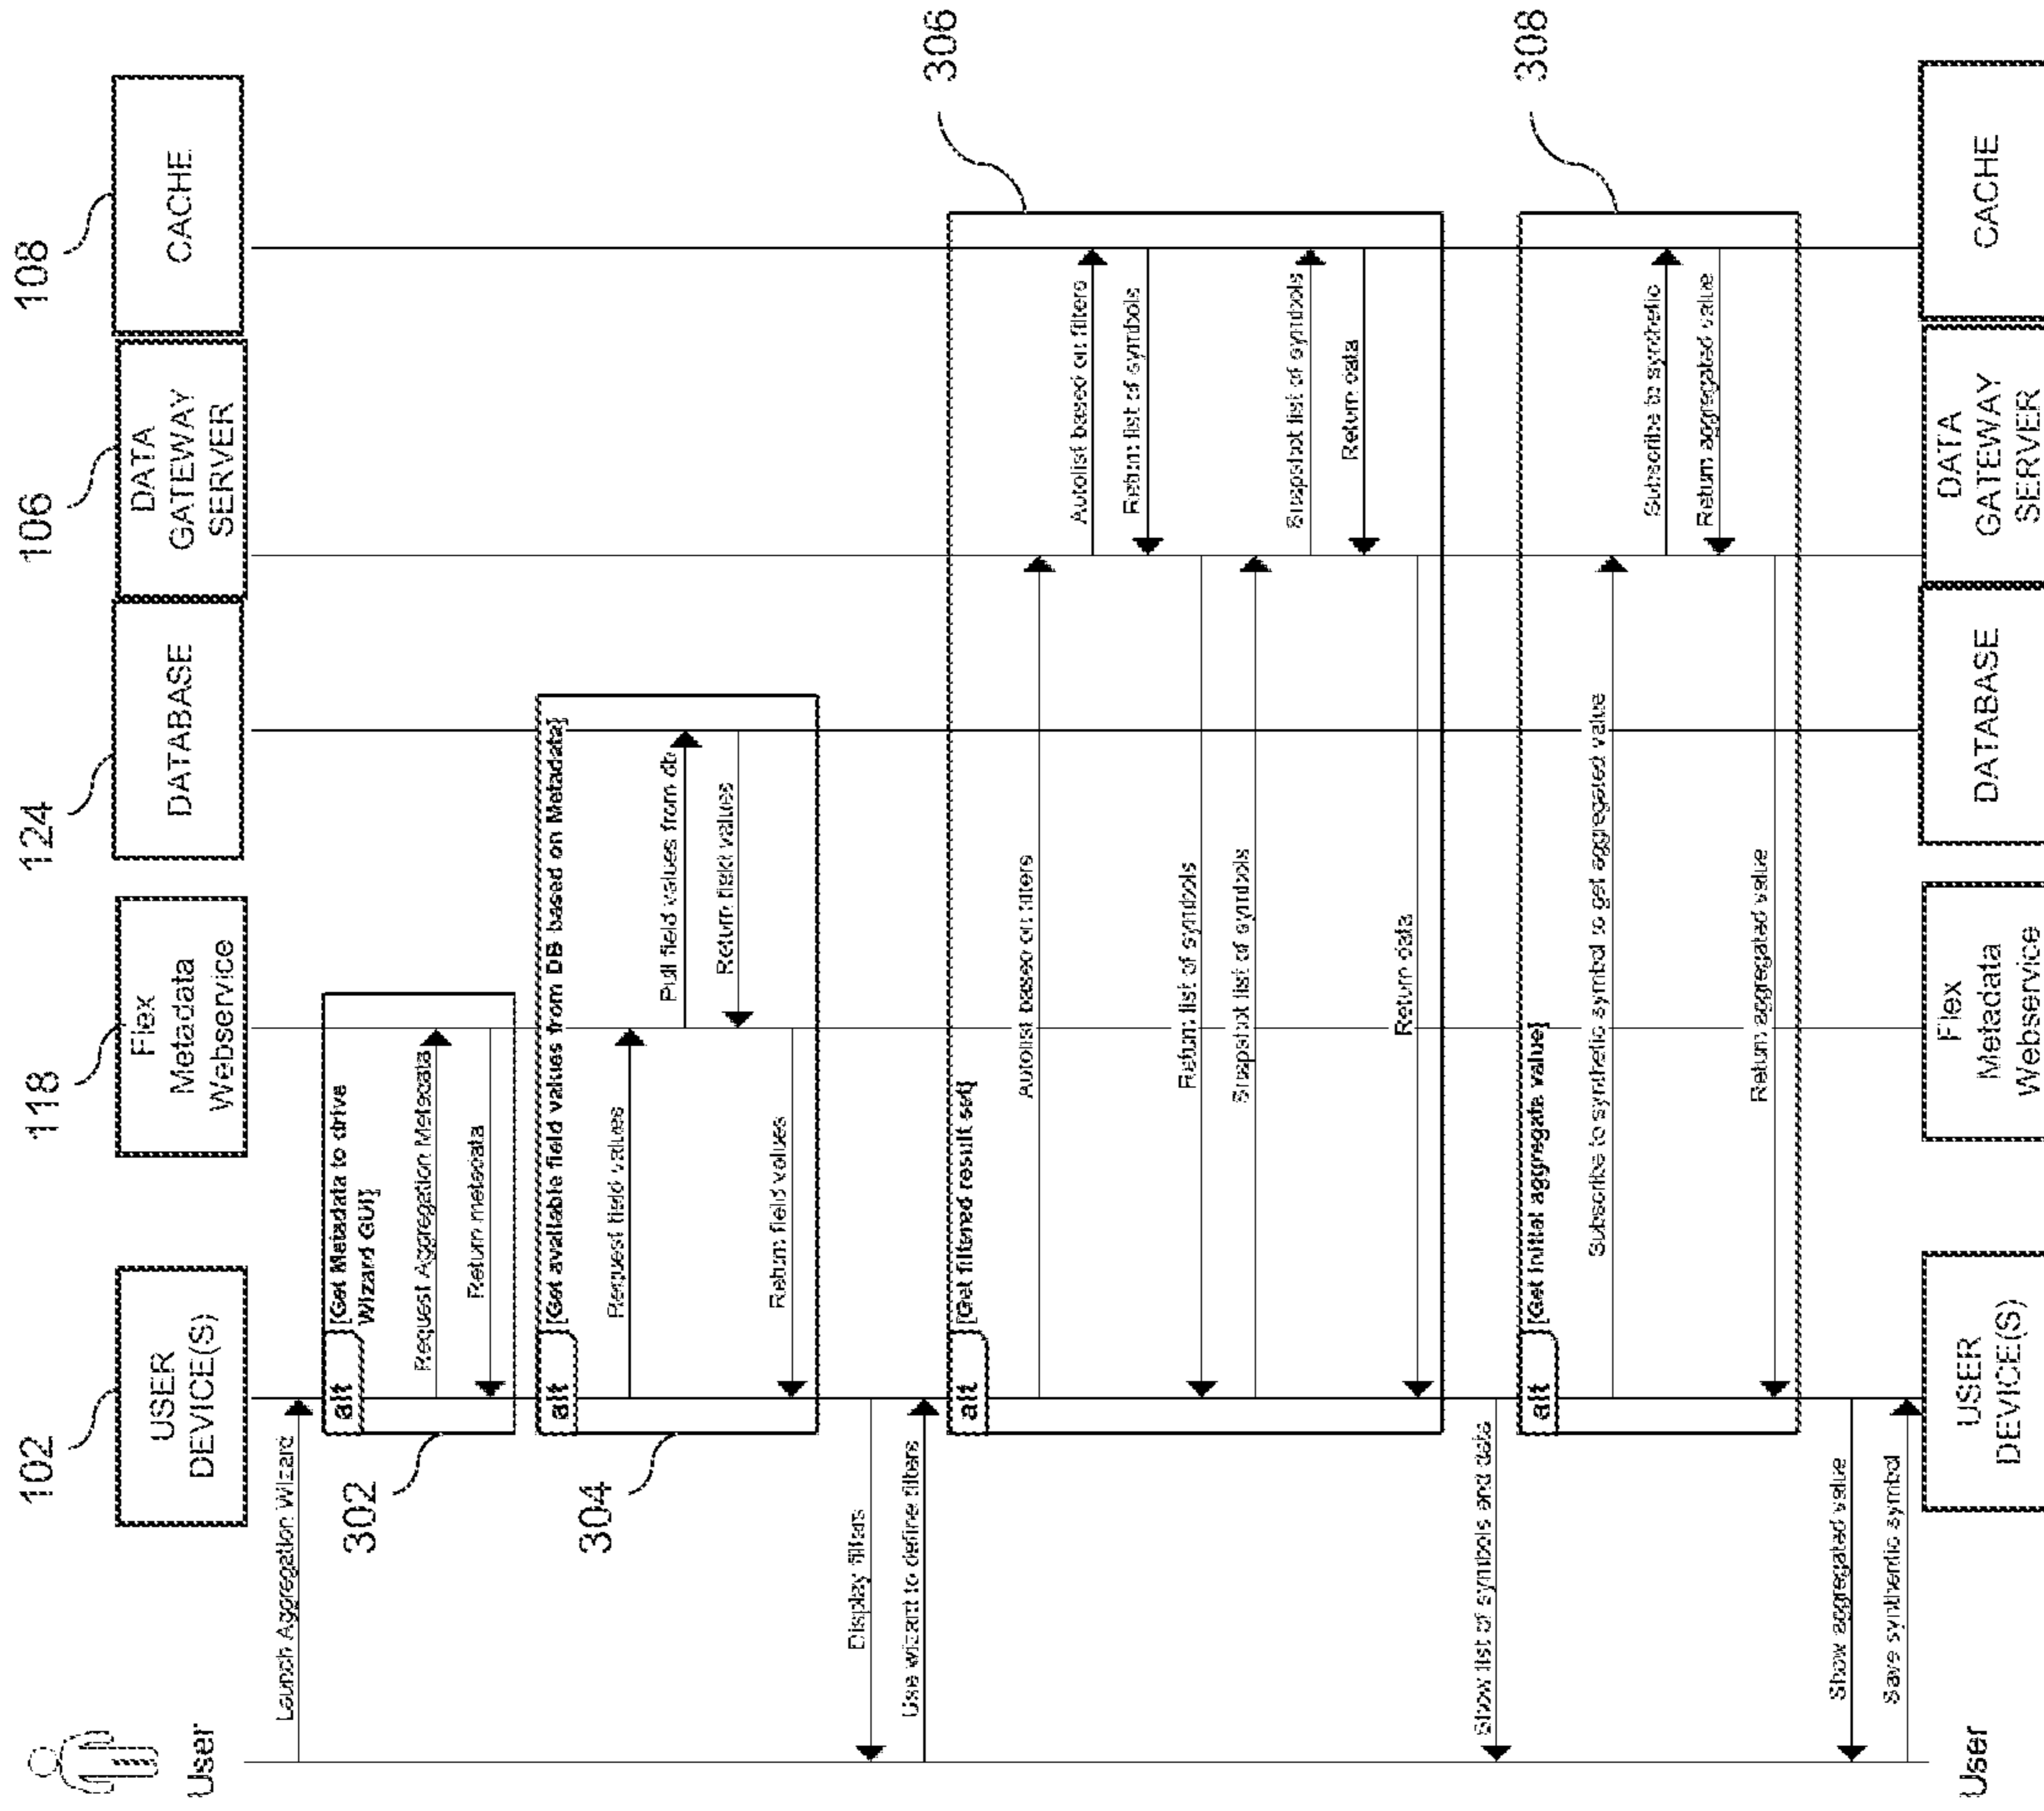 User
102
USER
DEVICE(S)
118
Flex
Metadata
Webservice
124
DATABASE
106
DATA
GATEWAY
SERVER
108
CACHE
Launch Aggregation Wizard
302
alt
[Get Metadata to drive
Wizard GUI]
Request Aggregation Metadata
Return metadata
304
alt
[Get available field values from DB based on Metadata]
Request field values
Pull field values from db
Return field values
Return field values
Display filters
Use wizard to define filters
306
alt
[Get filtered result set]
Autolist based on filters
Autolist based on filters
Return list of symbols
Return list of symbols
Snapshot list of symbols
Snapshot list of symbols
Return data
Return data
Show list of symbols and data
308
alt
[Get initial aggregate value]
Subscribe to synthetic symbol to get aggregated value
Subscribe to synthetic
Return aggregated value
Return aggregated value
Show aggregated value
Save synthentic symbol
User
USER
DEVICE(S)
Flex
Metadata
Webservice
DATABASE
DATA
GATEWAY
SERVER
CACHE